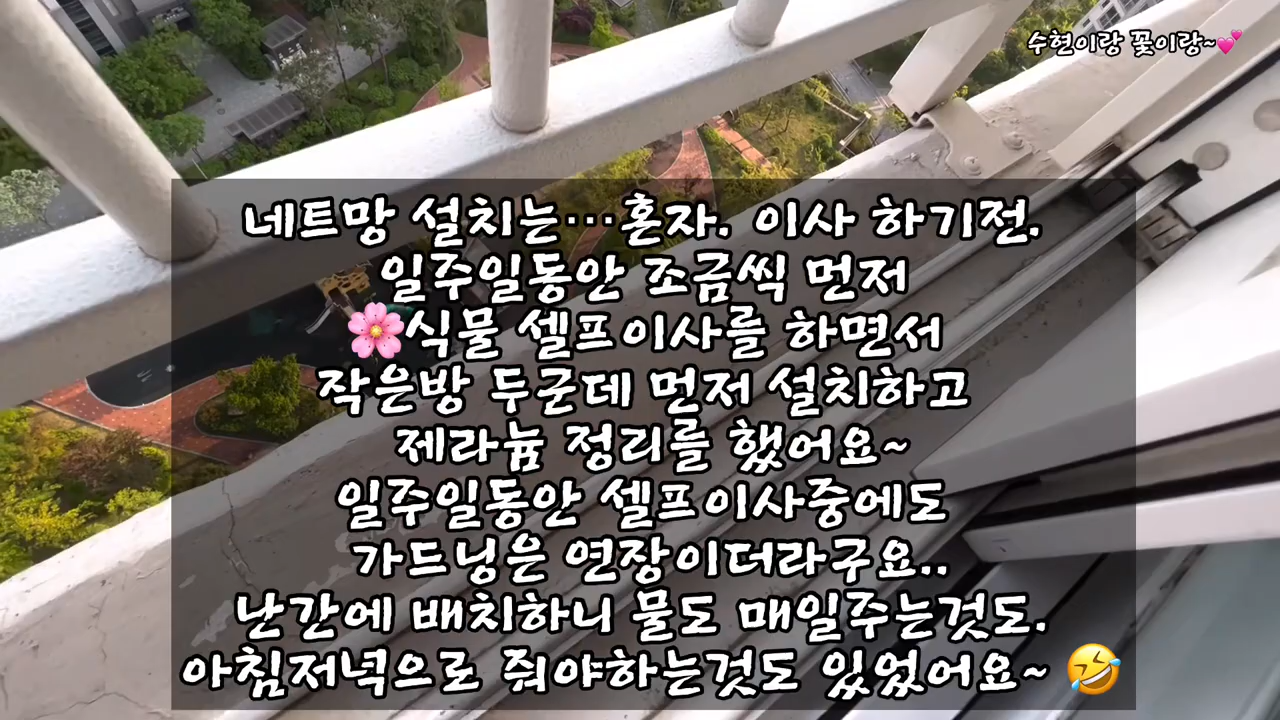 수현이랑 꽃이랑~💕
네트망 설치는…혼자. 이사 하기전.
일주일동안 조금씩 먼저
🌸식물 셀프이사를 하면서
작은방 두군데 먼저 설치하고
제라늄 정리를 했어요~
일주일동안 셀프이사중에도
가드닝은 연장이더라구요..
난간에 배치하니 물도 매일주는것도.
아침저녁으로 줘야하는것도 있었어요~ 🤣